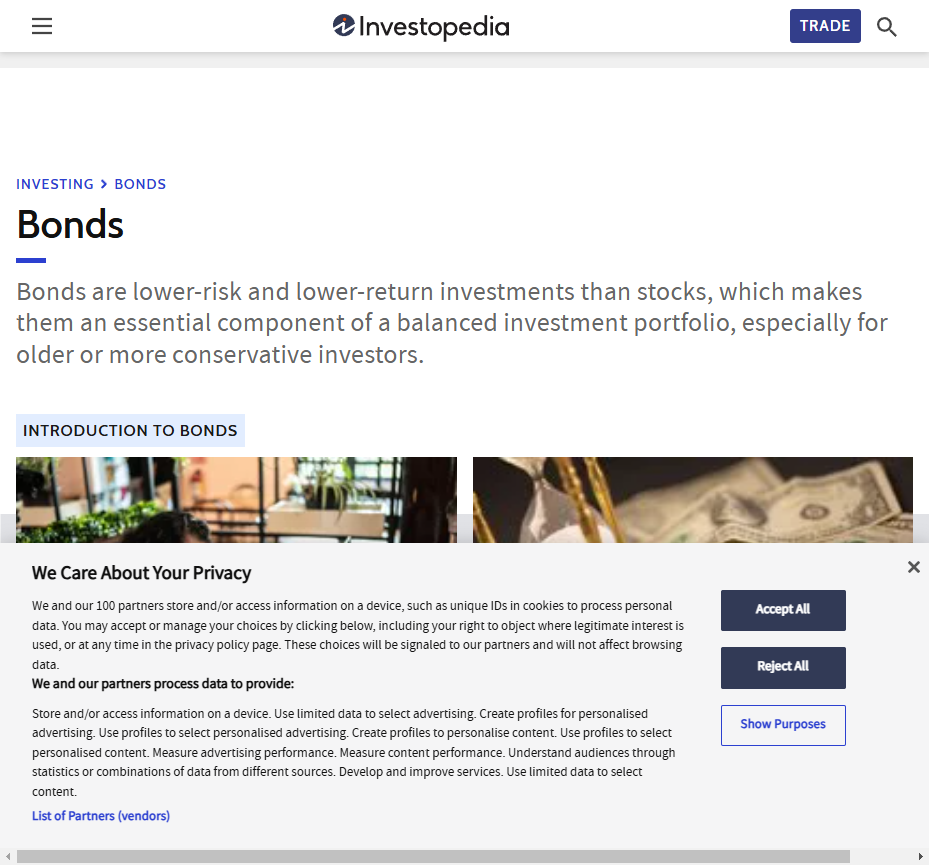 Investopedia
TRADE
INVESTING > BONDS
Bonds
Bonds are lower-risk and lower-return investments than stocks, which makes
them an essential component of a balanced investment portfolio, especially for
older or more conservative investors.
INTRODUCTION TO BONDS
We Care About Your Privacy
We and our 100 partners store and/or access information on a device, such as unique IDs in cookies to process personal
data. You may accept or manage your choices by clicking below, including your right to object where legitimate interest is
used, or at any time in the privacy policy page. These choices will be signaled to our partners and will not affect browsing
data.
We and our partners process data to provide:
Store and/or access information on a device. Use limited data to select advertising. Create profiles for personalised
advertising. Use profiles to select personalised advertising. Create profiles to personalise content. Use profiles to select
personalised content. Measure advertising performance. Measure content performance. Understand audiences through
statistics or combinations of data from different sources. Develop and improve services. Use limited data to select
content.
List of Partners (vendors)
Accept All
Reject All
Show Purposes